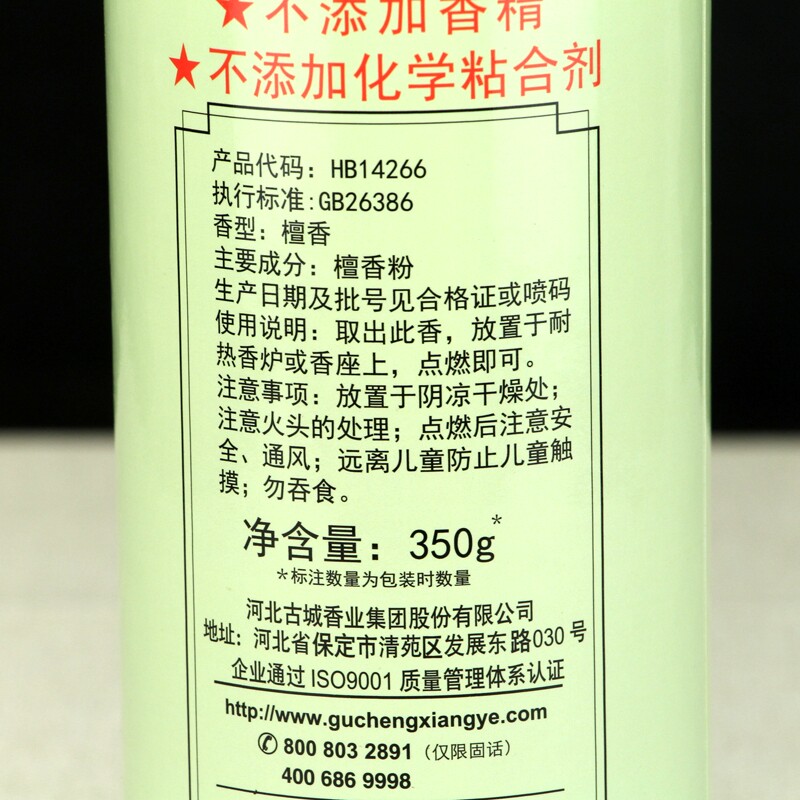 ★不添加香精
★不添加化学粘合剂
产品代码：HB14266
执行标准:GB26386
香型：檀香
主要成分：檀香粉
生产日期及批号见合格证或喷码
使用说明：取出此香，放置于耐
热香炉或香座上，点燃即可。
注意事项：放置于阴凉干燥处；
注意火头的处理；点燃后注意安
全、通风；远离儿童防止儿童触
摸；勿吞食。
净含量：350g*
*标注数量为包装时数量
河北古城香业集团股份有限公司
地址：河北省保定市清苑区发展东路030号
企业通过ISO9001质量管理体系认证
http://www.guchengxiangye.com
✆800 803 2891（仅限固话）
400 686 9998